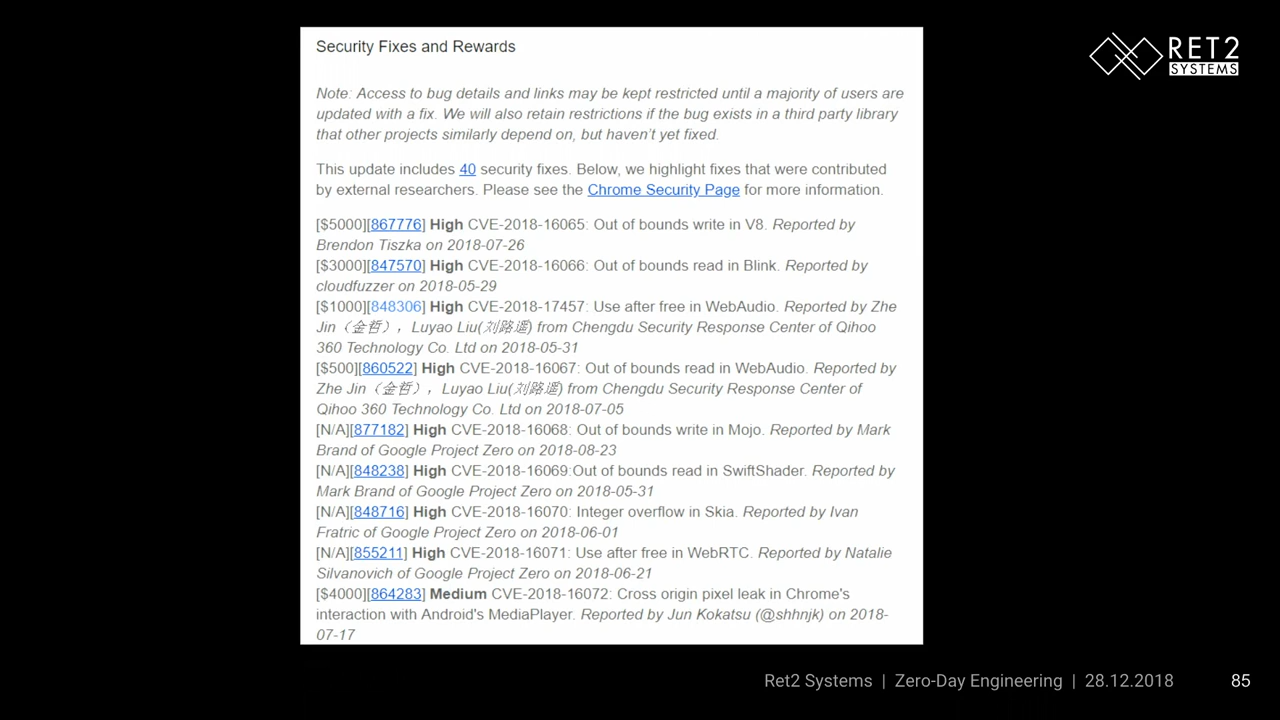 Security Fixes and Rewards
RET2
SYSTEMS
Note: Access to bug details and links may be kept restricted until a majority of users are
updated with a fix. We will also retain restrictions if the bug exists in a third party library
that other projects similarly depend on, but haven't yet fixed.
This update includes 40 security fixes. Below, we highlight fixes that were contributed
by external researchers. Please see the Chrome Security Page for more information.
[$5000][867776] High CVE-2018-16065: Out of bounds write in V8. Reported by
Brendon Tiszka on 2018-07-26
[$3000][847570] High CVE-2018-16066: Out of bounds read in Blink. Reported by
cloudfuzzer on 2018-05-29
[$1000][848306] High CVE-2018-17457: Use after free in WebAudio. Reported by Zhe
Jin（金哲），Luyao Liu(刘路遥) from Chengdu Security Response Center of Qihoo
360 Technology Co. Ltd on 2018-05-31
[$500][860522] High CVE-2018-16067: Out of bounds read in WebAudio. Reported by
Zhe Jin（金哲），Luyao Liu(刘路遥) from Chengdu Security Response Center of
Qihoo 360 Technology Co. Ltd on 2018-07-05
[N/A][877182] High CVE-2018-16068: Out of bounds write in Mojo. Reported by Mark
Brand of Google Project Zero on 2018-08-23
[N/A][848238] High CVE-2018-16069:Out of bounds read in SwiftShader. Reported by
Mark Brand of Google Project Zero on 2018-05-31
[N/A][848716] High CVE-2018-16070: Integer overflow in Skia. Reported by Ivan
Fratric of Google Project Zero on 2018-06-01
[N/A][855211] High CVE-2018-16071: Use after free in WebRTC. Reported by Natalie
Silvanovich of Google Project Zero on 2018-06-21
[$4000][864283] Medium CVE-2018-16072: Cross origin pixel leak in Chrome's
interaction with Android's MediaPlayer. Reported by Jun Kokatsu (@shhnjk) on 2018-
07-17
Ret2 Systems | Zero-Day Engineering | 28.12.2018 85